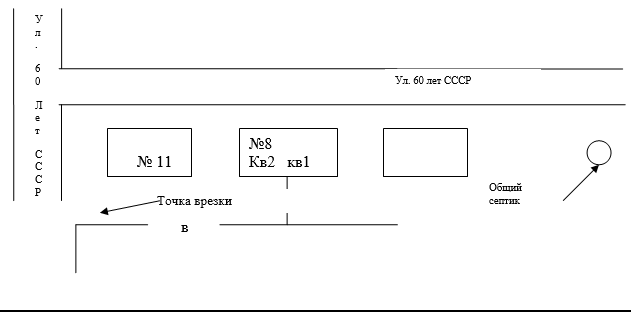 Ул. 60 Лет СССР
Ул. 60 лет СССР
№ 11
№8
Кв2 кв1
Общий
септик
Точка врезки
в